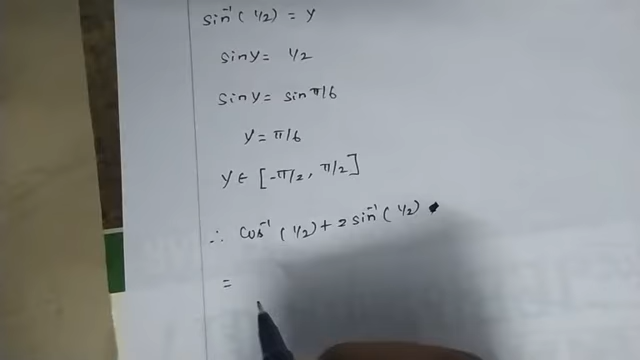 sin⁻¹ (1/2) = y
sin y = 1/2
sin y = sin π/6
y = π/6
y ∈ [-π/2, π/2]
∴ cos⁻¹ (1/2) + 2 sin⁻¹ (1/2)
=